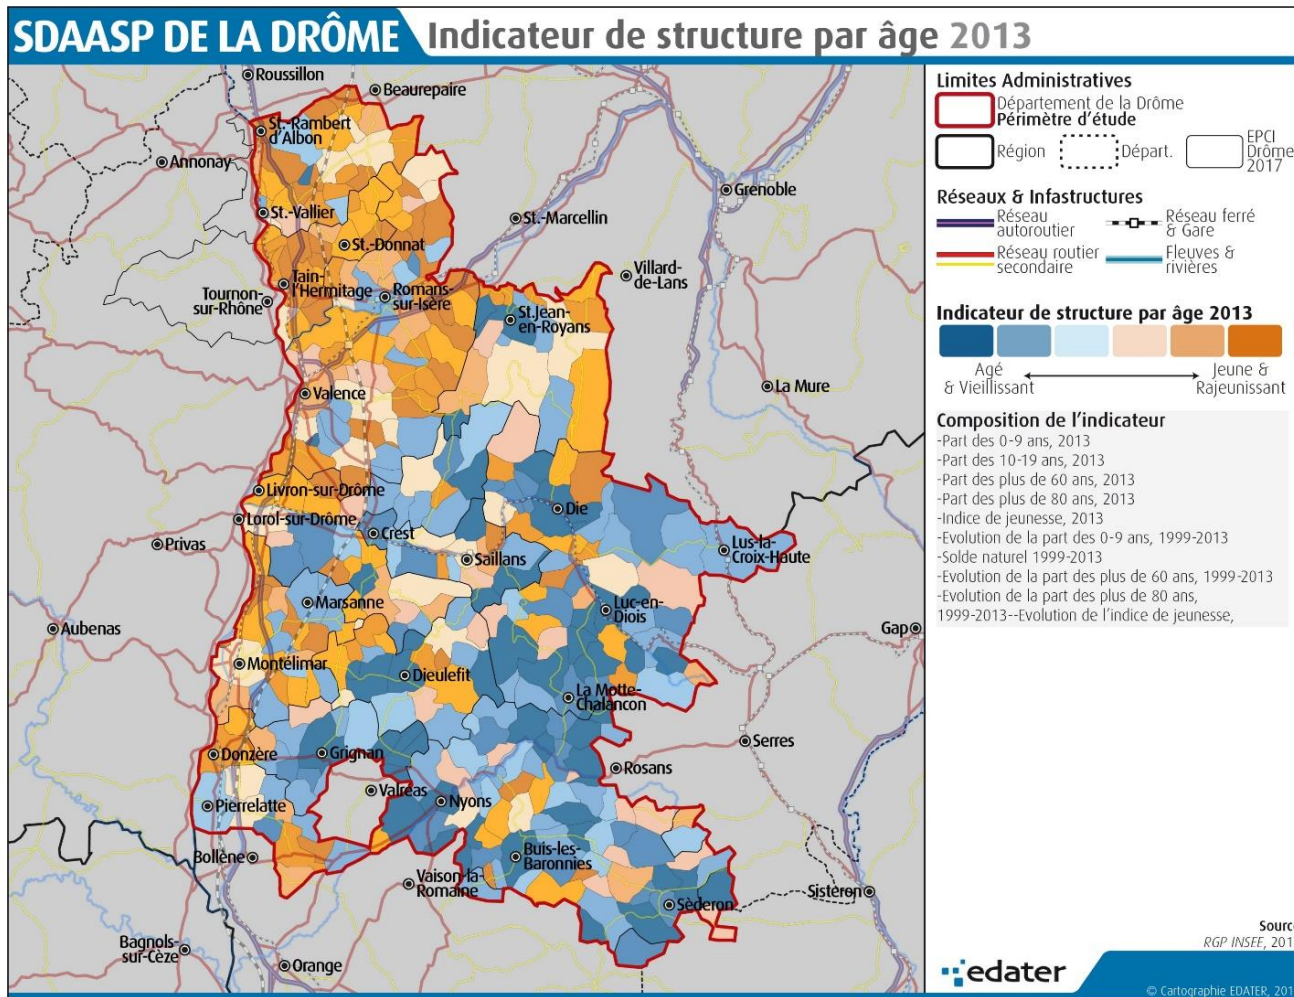 SDAASP DE LA DRÔME
Indicateur de structure par âge 2013
Roussillon
Beaurepaire
St.-Rambert
d'Albon
Annonay
Grenoble
St.-Vallier
St.-Marcellin
St.-Donnat
Villard-
de-Lans
Tain-
l'Hermitage
Tournon-
sur-Rhône
Romans-
sur-Isère
St.Jean-
en-Royans
La Mure
Valence
Livron-sur-Drôme
Die
Loriol-sur-Drôme
Crest
Privas
Saillans
Lus-la-
Croix-Haute
Marsanne
Luc-en-
Diois
Aubenas
Gap
Montélimar
Dieulefit
La Motte-
Chalancon
Serres
Donzère
Grignan
Rosans
Pierrelatte
Valréas
Nyons
Bollène
Buis-les-
Baronnies
Vaison-la-
Romaine
Sisteron
Sèderon
Bagnols-
sur-Cèze
Orange
Limites Administratives
Département de la Drôme
Périmètre d'étude
Région
Départ.
EPCI
Drôme
2017
Réseaux & Infastructures
Réseau
autoroutier
Réseau ferré
& Gare
Réseau routier
secondaire
Fleuves &
rivières
Indicateur de structure par âge 2013
Agé
& Vieillissant
Jeune &
Rajeunissant
Composition de l'indicateur
-Part des 0-9 ans, 2013
-Part des 10-19 ans, 2013
-Part des plus de 60 ans, 2013
-Part des plus de 80 ans, 2013
-Indice de jeunesse, 2013
-Evolution de la part des 0-9 ans, 1999-2013
-Solde naturel 1999-2013
-Evolution de la part des plus de 60 ans, 1999-2013
-Evolution de la part des plus de 80 ans,
1999-2013--Evolution de l'indice de jeunesse,
Sourc
RGP INSEE, 201
edater
© Cartographie EDATER, 201